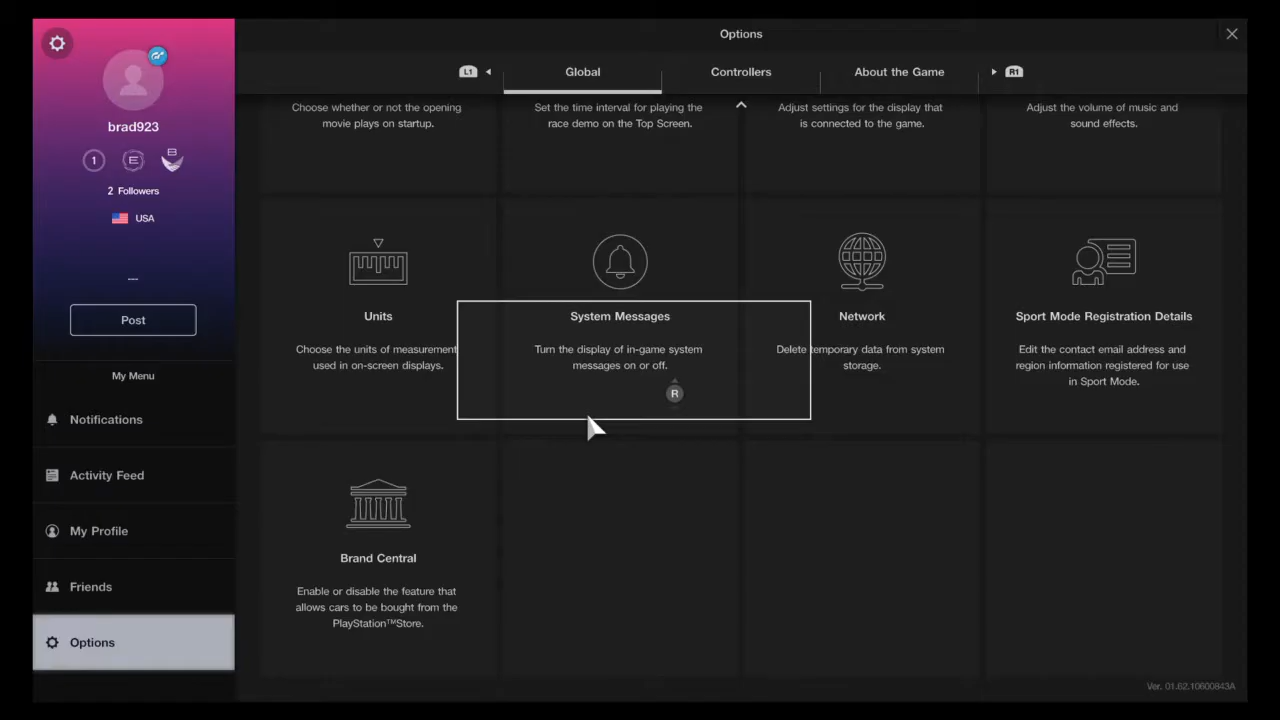 Options
L1
Global
Controllers
About the Game
R1
brad923
1
E
B
2 Followers
USA
---
Post
My Menu
Notifications
Activity Feed
My Profile
Friends
Options
Choose whether or not the opening
movie plays on startup.
Set the time interval for playing the
race demo on the Top Screen.
Adjust settings for the display that
is connected to the game.
Adjust the volume of music and
sound effects.
Units
Choose the units of measurement
used in on-screen displays.
System Messages
Turn the display of in-game system
messages on or off.
R
Network
Delete temporary data from system
storage.
Sport Mode Registration Details
Edit the contact email address and
region information registered for use
in Sport Mode.
Brand Central
Enable or disable the feature that
allows cars to be bought from the
PlayStation™Store.
Ver. 01.62.10600843A